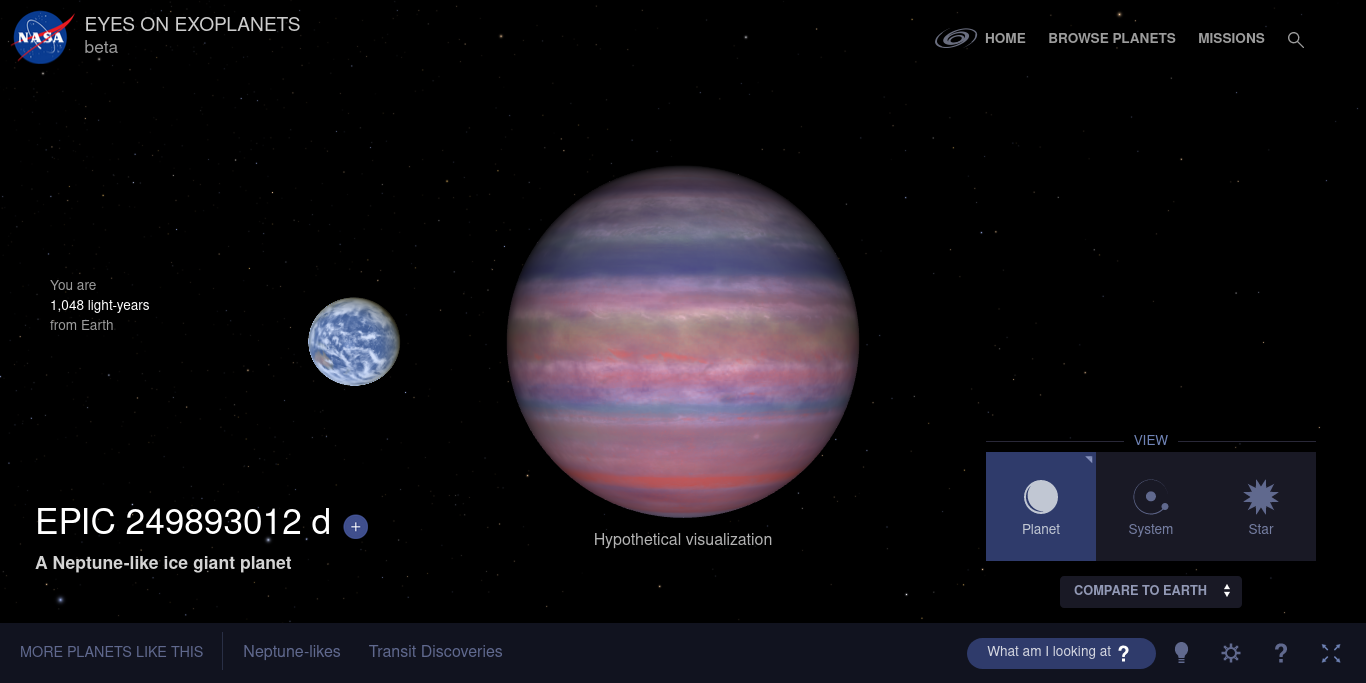 NASA
EYES ON EXOPLANETS
beta
HOME
BROWSE PLANETS
MISSIONS
You are
1,048 light-years
from Earth
Hypothetical visualization
EPIC 249893012 d +
A Neptune-like ice giant planet
VIEW
Planet
System
Star
COMPARE TO EARTH
MORE PLANETS LIKE THIS
Neptune-likes
Transit Discoveries
What am I looking at ?
?